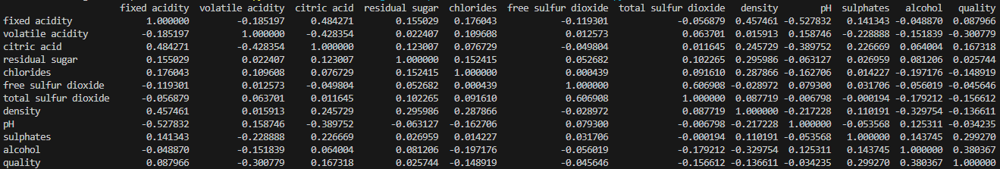 fixed acidity volatile acidity citric acid residual sugar chlorides free sulfur dioxide total sulfur dioxide density pH sulphates alcohol quality
fixed acidity 1.000000 -0.185197 0.484271 0.155029 0.176043 -0.119301 -0.056879 0.457461 -0.527832 0.141343 -0.048870 0.087966
volatile acidity -0.185197 1.000000 -0.428354 0.022407 0.109608 0.012573 0.063701 0.015913 0.158746 -0.228888 -0.151839 -0.300779
citric acid 0.484271 -0.428354 1.000000 0.123007 0.076729 -0.049804 0.011645 0.245729 -0.389752 0.226669 0.064004 0.167318
residual sugar 0.155029 0.022407 0.123007 1.000000 0.152415 0.052682 0.102265 0.295986 -0.063127 0.026959 0.081206 0.025744
chlorides 0.176043 0.109608 0.076729 0.152415 1.000000 0.000439 0.091610 0.287866 -0.162706 0.014227 -0.197176 -0.148919
free sulfur dioxide -0.119301 0.012573 -0.049804 0.052682 0.000439 1.000000 0.606908 -0.028972 0.079300 0.031706 -0.056019 -0.045646
total sulfur dioxide -0.056879 0.063701 0.011645 0.102265 0.091610 0.606908 1.000000 0.087719 -0.006798 -0.000194 -0.179212 -0.156612
density 0.457461 0.015913 0.245729 0.295986 0.287866 -0.028972 0.087719 1.000000 -0.217228 0.110191 -0.329754 -0.136611
pH -0.527832 0.158746 -0.389752 -0.063127 -0.162706 0.079300 -0.006798 -0.217228 1.000000 -0.053568 0.125311 -0.034235
sulphates 0.141343 -0.228888 0.226669 0.026959 0.014227 0.031706 -0.000194 0.110191 -0.053568 1.000000 0.143745 0.299270
alcohol -0.048870 -0.151839 0.064004 0.081206 -0.197176 -0.056019 -0.179212 -0.329754 0.125311 0.143745 1.000000 0.380367
quality 0.087966 -0.300779 0.167318 0.025744 -0.148919 -0.045646 -0.156612 -0.136611 -0.034235 0.299270 0.380367 1.000000